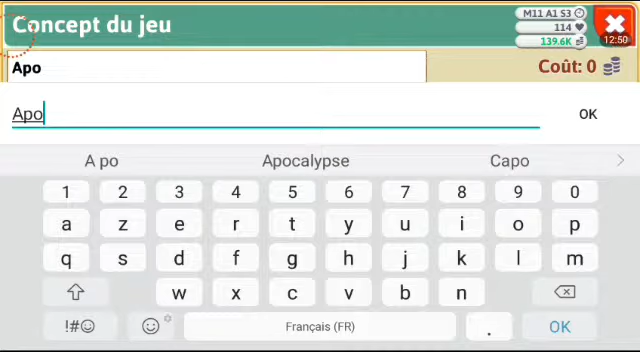 Concept du jeu
M11 A1 S3
114
139.6K
12:50
Apo
Coût: 0
Apo
OK
A po Apocalypse Capo
1 2 3 4 5 6 7 8 9 0
a z e r t y u i o p
q s d f g h j k l m
w x c v b n
!#☺ Français (FR) . OK